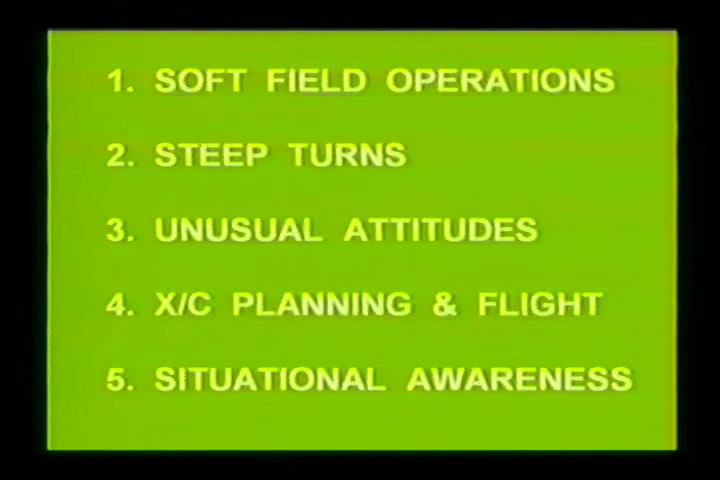 1. SOFT FIELD OPERATIONS
2. STEEP TURNS
3. UNUSUAL ATTITUDES
4. X/C PLANNING & FLIGHT
5. SITUATIONAL AWARENESS